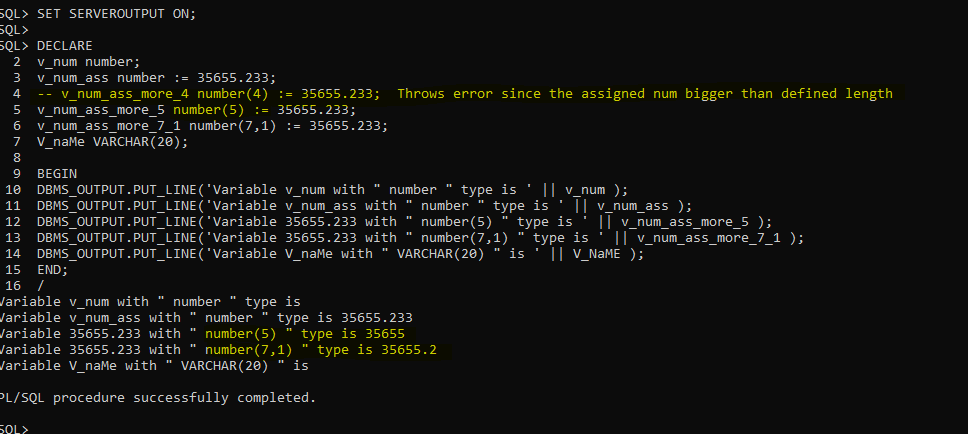 SQL> SET SERVEROUTPUT ON;
SQL>
SQL> DECLARE
2 v_num number;
3 v_num_ass number := 35655.233;
4 -- v_num_ass_more_4 number(4) := 35655.233; Throws error since the assigned num bigger than defined length
5 v_num_ass_more_5 number(5) := 35655.233;
6 v_num_ass_more_7_1 number(7,1) := 35655.233;
7 V_naMe VARCHAR(20);
8
9 BEGIN
10 DBMS_OUTPUT.PUT_LINE('Variable v_num with " number " type is ' || v_num );
11 DBMS_OUTPUT.PUT_LINE('Variable v_num_ass with " number " type is ' || v_num_ass );
12 DBMS_OUTPUT.PUT_LINE('Variable 35655.233 with " number(5) " type is ' || v_num_ass_more_5 );
13 DBMS_OUTPUT.PUT_LINE('Variable 35655.233 with " number(7,1) " type is ' || v_num_ass_more_7_1 );
14 DBMS_OUTPUT.PUT_LINE('Variable V_naMe with " VARCHAR(20) " is ' || V_NaME );
15 END;
16 /
Variable v_num with " number " type is
Variable v_num_ass with " number " type is 35655.233
Variable 35655.233 with " number(5) " type is 35655
Variable 35655.233 with " number(7,1) " type is 35655.2
Variable V_naMe with " VARCHAR(20) " is
PL/SQL procedure successfully completed.
SQL>